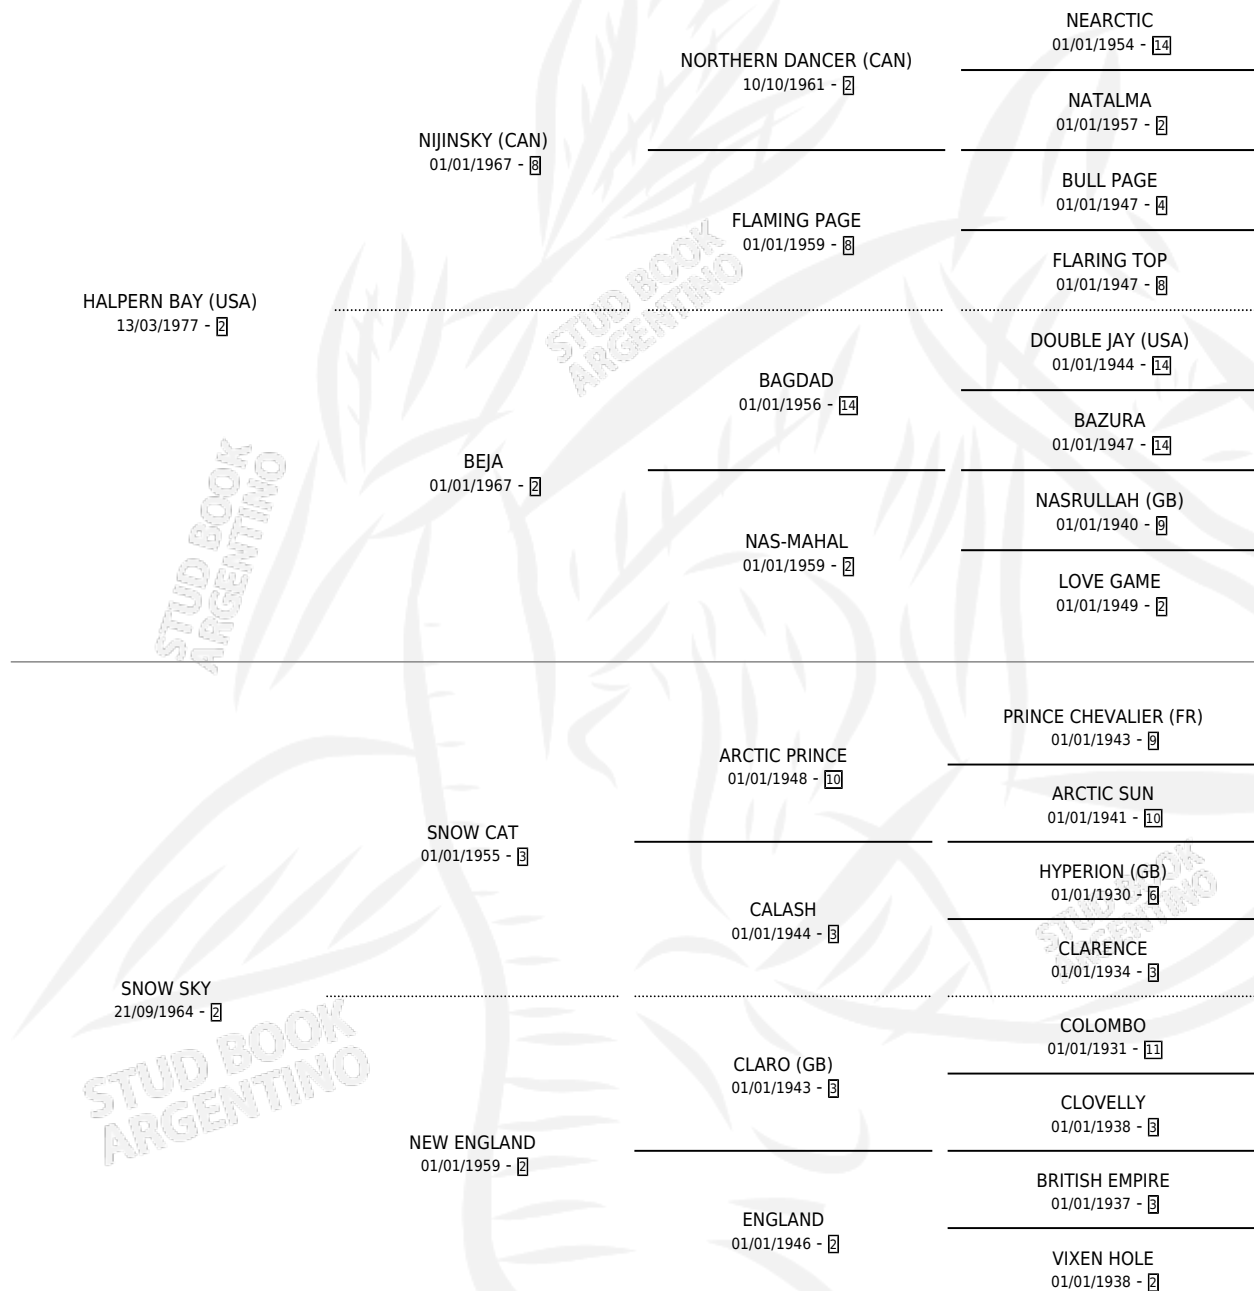 NEARCTIC
01/01/1954 - 14
NORTHERN DANCER (CAN)
10/10/1961 - 2
NATALMA
01/01/1957 - 2
NIJINSKY (CAN)
01/01/1967 - 8
BULL PAGE
01/01/1947 - 4
FLAMING PAGE
01/01/1959 - 8
FLARING TOP
01/01/1947 - 8
HALPERN BAY (USA)
13/03/1977 - 2
DOUBLE JAY (USA)
01/01/1944 - 14
BAGDAD
01/01/1956 - 14
BAZURA
01/01/1947 - 14
BEJA
01/01/1967 - 2
NASRULLAH (GB)
01/01/1940 - 9
NAS-MAHAL
01/01/1959 - 2
LOVE GAME
01/01/1949 - 2
PRINCE CHEVALIER (FR)
01/01/1943 - 9
ARCTIC PRINCE
01/01/1948 - 10
ARCTIC SUN
01/01/1941 - 10
SNOW CAT
01/01/1955 - 3
HYPERION (GB)
01/01/1930 - 6
CALASH
01/01/1944 - 3
CLARENCE
01/01/1934 - 3
SNOW SKY
21/09/1964 - 2
COLOMBO
01/01/1931 - 11
CLARO (GB)
01/01/1943 - 3
CLOVELLY
01/01/1938 - 3
NEW ENGLAND
01/01/1959 - 2
BRITISH EMPIRE
01/01/1937 - 3
ENGLAND
01/01/1946 - 2
VIXEN HOLE
01/01/1938 - 2
STUD BOOK
ARGENTINO
STUD BOOK
ARGENTINO
STUD BOOK
ARGENTINO
STUD BOOK
ARGENTINO